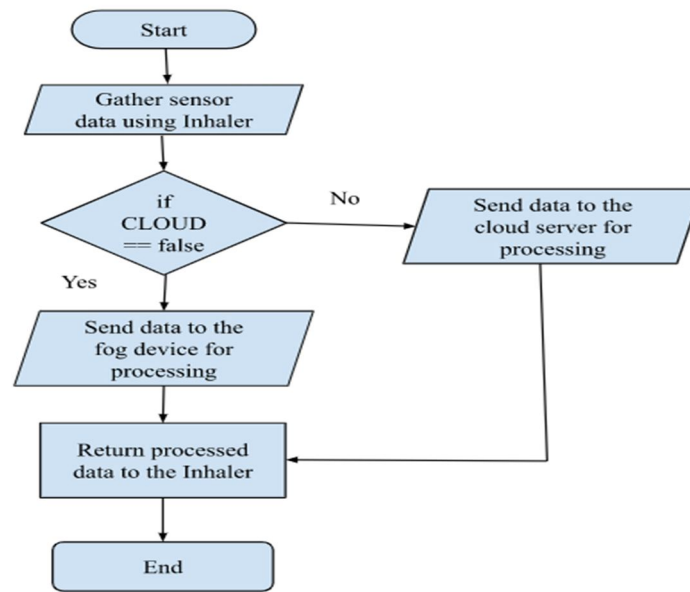 Start
Gather sensor
data using Inhaler
if
CLOUD
== false
No
Send data to the
cloud server for
processing
Yes
Send data to the
fog device for
processing
Return processed
data to the Inhaler
End